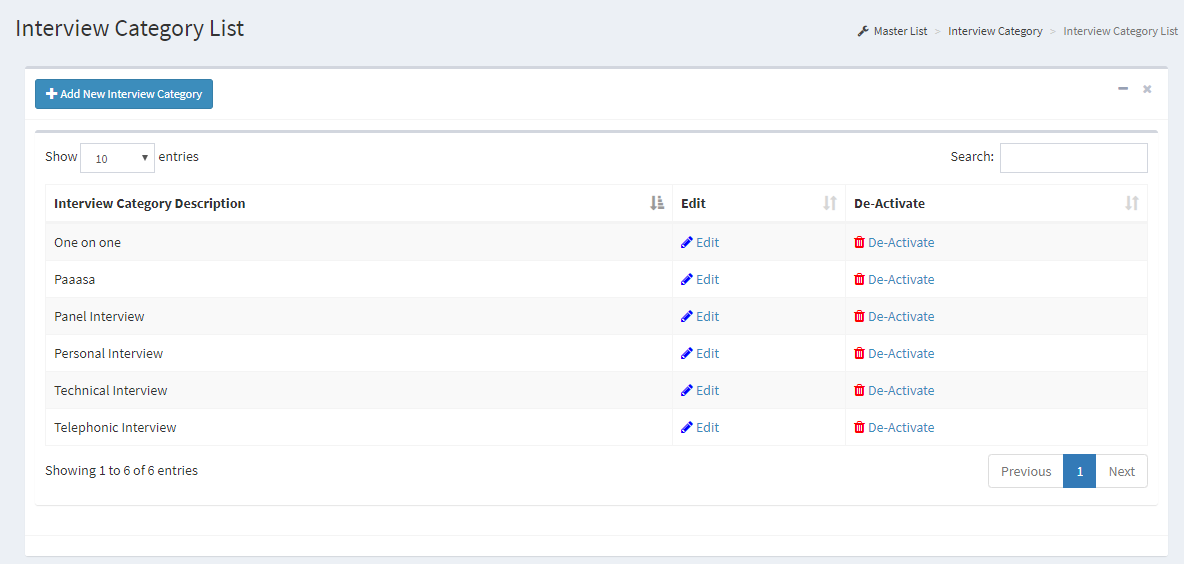 Interview Category List
Master List > Interview Category > Interview Category List
Add New Interview Category
Show 10 entries Search:
Interview Category Description Edit De-Activate
One on one Edit De-Activate
Paaasa Edit De-Activate
Panel Interview Edit De-Activate
Personal Interview Edit De-Activate
Technical Interview Edit De-Activate
Telephonic Interview Edit De-Activate
Showing 1 to 6 of 6 entries Previous 1 Next